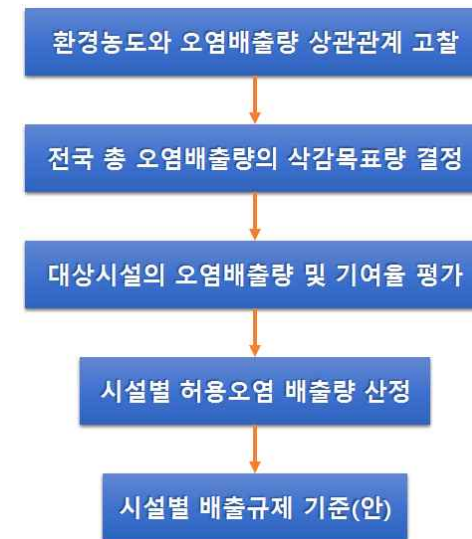 환경농도와 오염배출량 상관관계 고찰
전국 총 오염배출량의 삭감목표량 결정
대상시설의 오염배출량 및 기여율 평가
시설별 허용오염 배출량 산정
시설별 배출규제 기준(안)